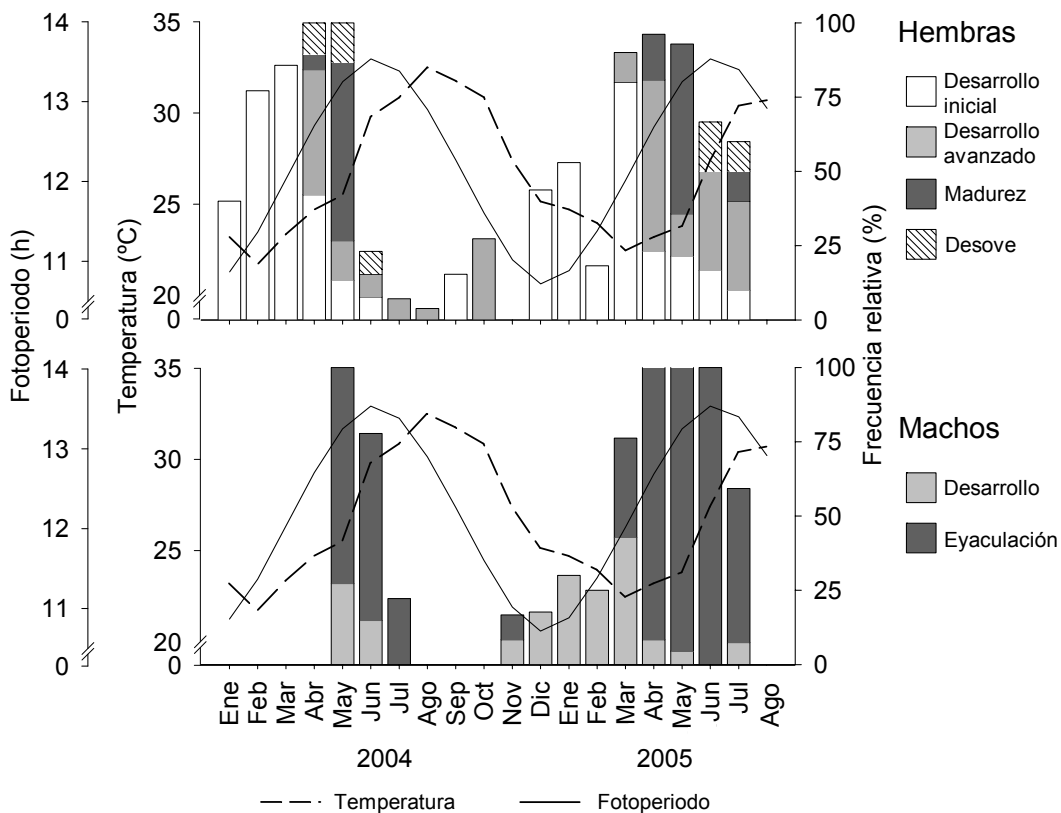 Fotoperiodo (h)
14
13
12
11
0
Temperatura (ºC)
35
30
25
20
0
100
75
50
25
0
Frecuencia relativa (%)
Hembras
Desarrollo
inicial
Desarrollo
avanzado
Madurez
Desove
14
13
12
11
0
35
30
25
20
0
100
75
50
25
0
Machos
Desarrollo
Eyaculación
Ene
Feb
Mar
Abr
May
Jun
Jul
Ago
Sep
Oct
Nov
Dic
Ene
Feb
Mar
Abr
May
Jun
Jul
Ago
2004
2005
Temperatura
Fotoperiodo